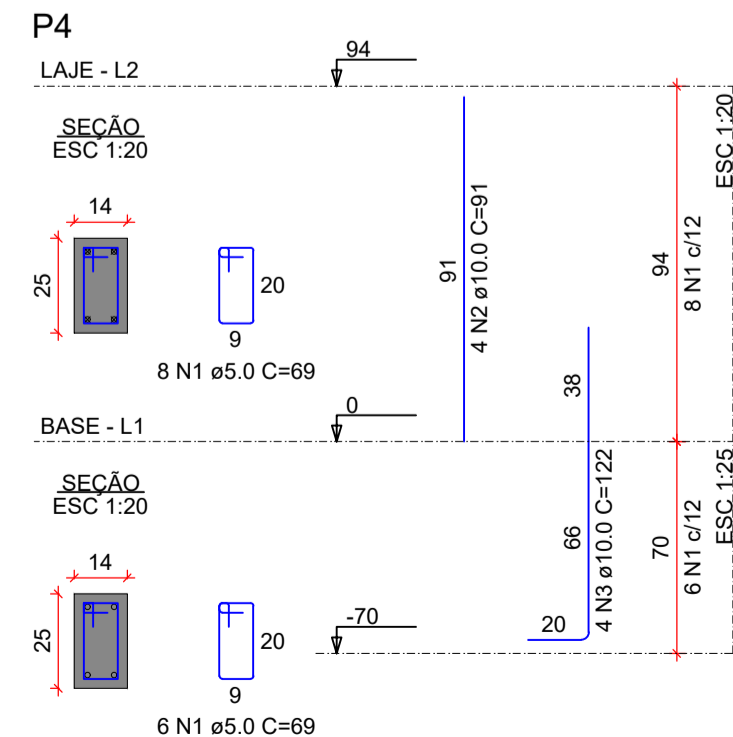 P4
94
LAJE - L2
SEÇÃO
ESC 1:20
14
25
20
9
8 N1 ø5.0 C=69
91
4 N2 ø10.0 C=91
94
8 N1 c/12
ESC 1:20
38
0
BASE - L1
SEÇÃO
ESC 1:20
14
25
20
9
6 N1 ø5.0 C=69
-70
20
66
4 N3 ø10.0 C=122
70
6 N1 c/12
ESC 1:25